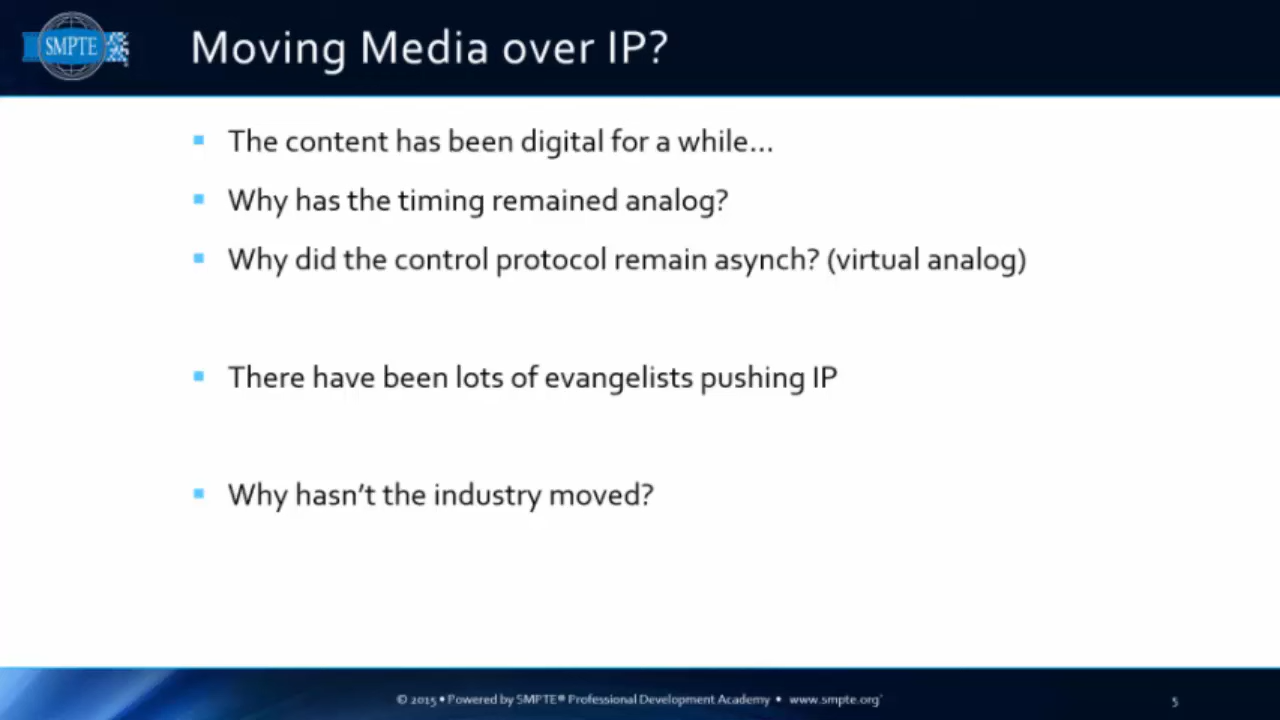 SMPTE
Moving Media over IP?
The content has been digital for a while...
Why has the timing remained analog?
Why did the control protocol remain asynch? (virtual analog)
There have been lots of evangelists pushing IP
Why hasn't the industry moved?
© 2015 • Powered by SMPTE® Professional Development Academy • www.smpte.org
5